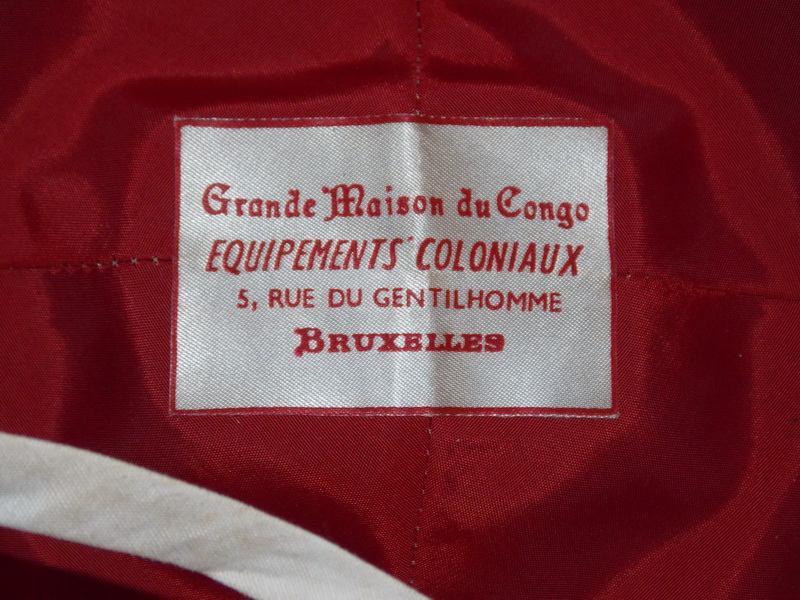 Grande Maison du Congo
EQUIPEMENTS COLONIAUX
5, RUE DU GENTILHOMME
BRUXELLES